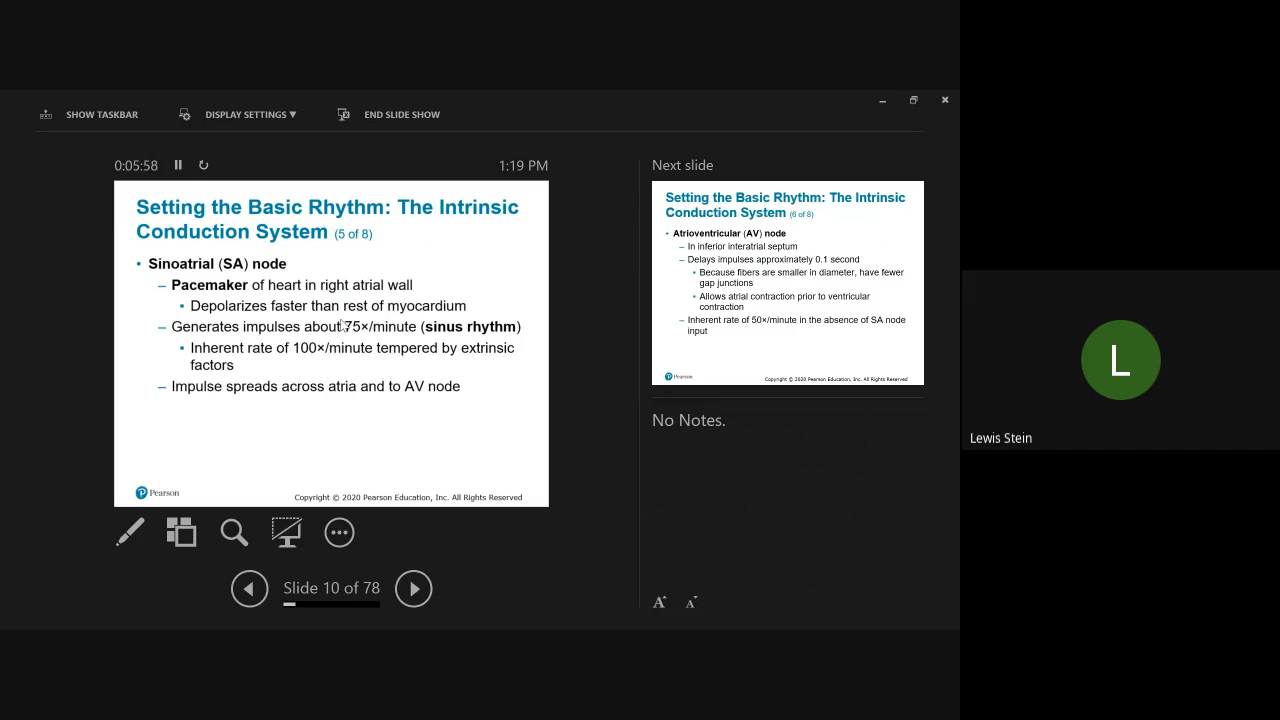 SHOW TASKBAR DISPLAY SETTINGS ▼ END SLIDE SHOW
0:05:58 1:19 PM
Setting the Basic Rhythm: The Intrinsic
Conduction System (5 of 8)
• Sinoatrial (SA) node
– Pacemaker of heart in right atrial wall
▪ Depolarizes faster than rest of myocardium
– Generates impulses about 75×/minute (sinus rhythm)
▪ Inherent rate of 100×/minute tempered by extrinsic
factors
– Impulse spreads across atria and to AV node
Pearson Copyright © 2020 Pearson Education, Inc. All Rights Reserved
Slide 10 of 78
Next slide
Setting the Basic Rhythm: The Intrinsic
Conduction System (6 of 8)
• Atrioventricular (AV) node
– In inferior interatrial septum
– Delays impulses approximately 0.1 second
▪ Because fibers are smaller in diameter, have fewer
gap junctions
▪ Allows atrial contraction prior to ventricular
contraction
– Inherent rate of 50×/minute in the absence of SA node
input
Pearson Copyright © 2020 Pearson Education, Inc. All Rights Reserved
No Notes.
A A
L
Lewis Stein